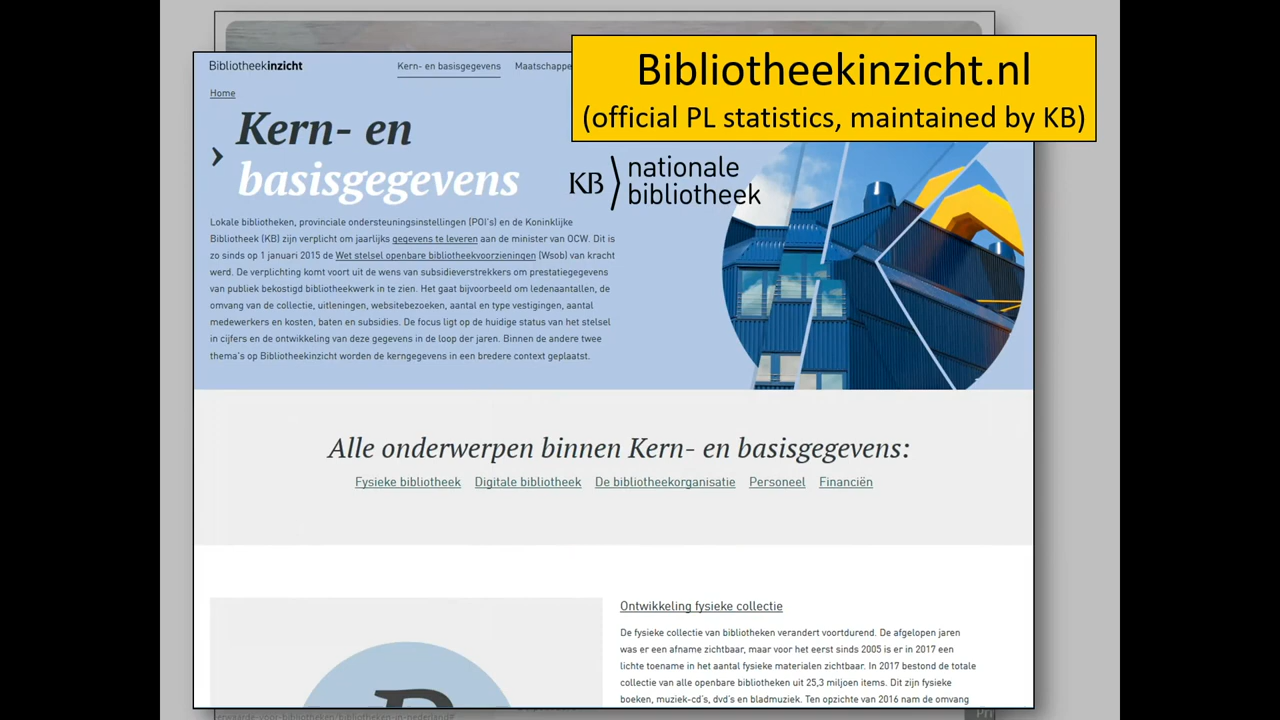 Bibliotheekinzicht.nl
(official PL statistics, maintained by KB)
Bibliotheekinzicht
Kern- en basisgegevens
Maatschappe
Home
Kern- en
basisgegevens
KB nationale
bibliotheek
Lokale bibliotheken, provinciale ondersteuningsinstellingen (POI's) en de Koninklijke
Bibliotheek (KB) zijn verplicht om jaarlijks gegevens te leveren aan de minister van OCW. Dit is
zo sinds op 1 januari 2015 de Wet stelsel openbare bibliotheekvoorzieningen (Wsob) van kracht
werd. De verplichting komt voort uit de wens van subsidieverstrekkers om prestatiegegevens
van publiek bekostigd bibliotheekwerk in te zien. Het gaat bijvoorbeeld om ledenaantallen, de
omvang van de collectie, uitleningen, websitebezoeken, aantal en type vestigingen, aantal
medewerkers en kosten, baten en subsidies. De focus ligt op de huidige status van het stelsel
in cijfers en de ontwikkeling van deze gegevens in de loop der jaren. Binnen de andere twee
thema's op Bibliotheekinzicht worden de kerngegevens in een bredere context geplaatst.
Alle onderwerpen binnen Kern- en basisgegevens:
Fysieke bibliotheek Digitale bibliotheek De bibliotheekorganisatie Personeel Financiën
Ontwikkeling fysieke collectie
De fysieke collectie van bibliotheken verandert voortdurend. De afgelopen jaren
was er een afname zichtbaar, maar voor het eerst sinds 2005 is er in 2017 een
lichte toename in het aantal fysieke materialen zichtbaar. In 2017 bestond de totale
collectie van alle openbare bibliotheken uit 25,3 miljoen items. Dit zijn fysieke
boeken, muziek-cd's, dvd's en bladmuziek. Ten opzichte van 2016 nam de omvang